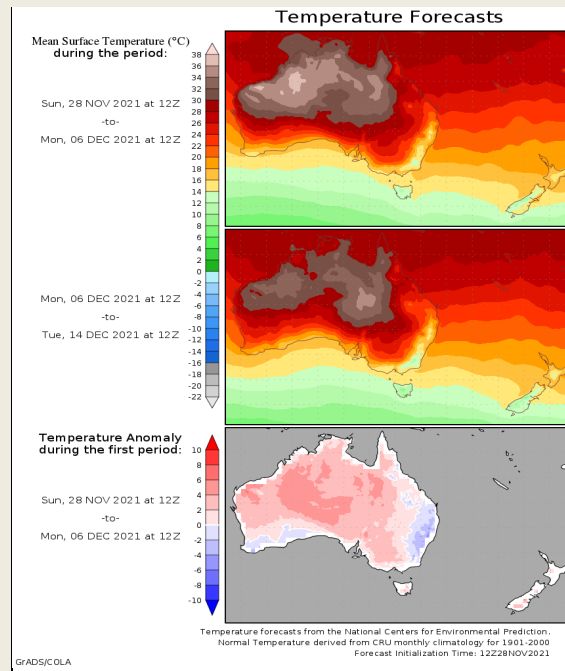 Temperature Forecasts
Mean Surface Temperature (°C)
during the period:
Sun, 28 NOV 2021 at 12Z
-to-
Mon, 06 DEC 2021 at 12Z
38
36
34
32
30
28
26
24
22
20
18
16
14
12
10
8
6
4
2
0
-2
-4
-6
-8
-10
-12
-14
-16
-18
-20
-22
Mon, 06 DEC 2021 at 12Z
-to-
Tue, 14 DEC 2021 at 12Z
Temperature Anomaly
during the first period:
Sun, 28 NOV 2021 at 12Z
-to-
Mon, 06 DEC 2021 at 12Z
10
8
6
4
2
0
-2
-4
-6
-8
-10
Temperature forecasts from the National Centers for Environmental Prediction.
Normal Temperature derived from CRU monthly climatology for 1901-2000
Forecast Initialization Time: 12Z28NOV2021
GrADS/COLA